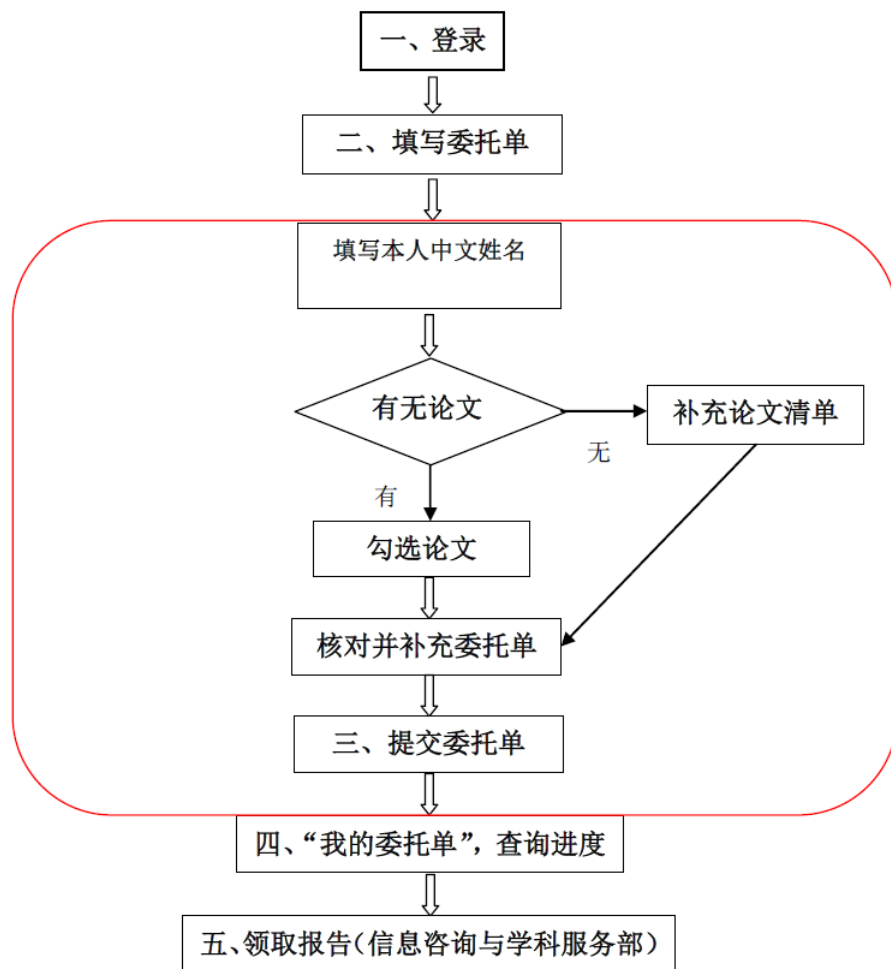 一、登录
二、填写委托单
填写本人中文姓名
有无论文
补充论文清单
无
有
勾选论文
核对并补充委托单
三、提交委托单
四、“我的委托单”，查询进度
五、领取报告（信息咨询与学科服务部）